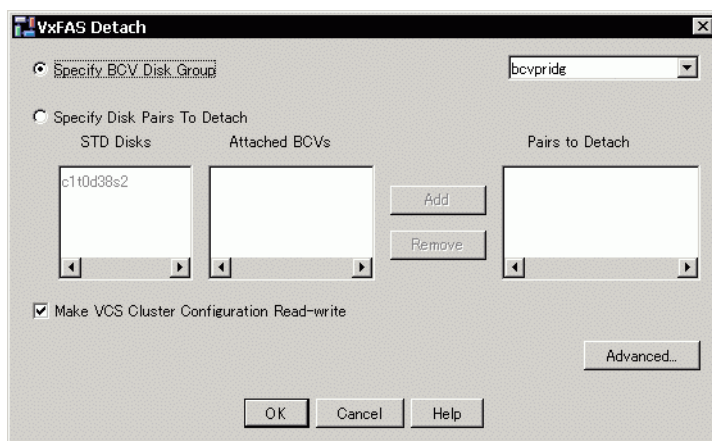 VxFAS Detach
Specify BCV Disk Group
bcvpridg
Specify Disk Pairs To Detach
STD Disks Attached BCVs Pairs to Detach
c1t0d38s2
Add
Remove
Make VCS Cluster Configuration Read-write
Advanced...
OK Cancel Help